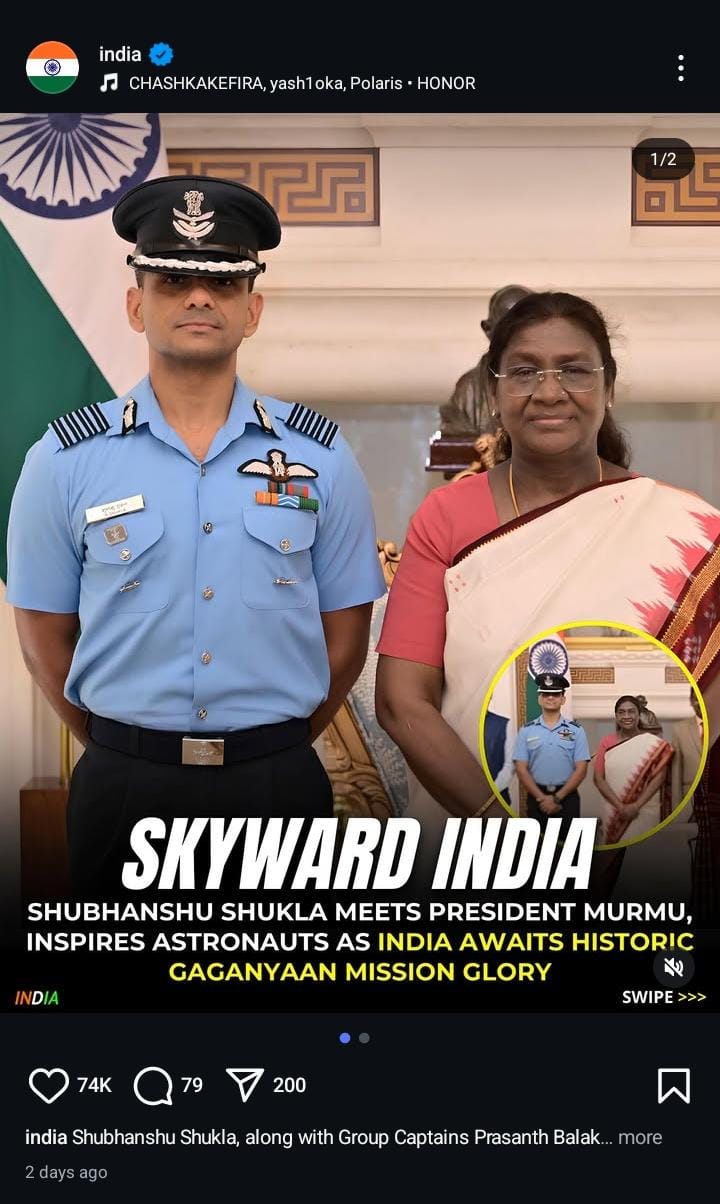 india
CHASHKAKEFIRA, yash1oka, Polaris • HONOR
1/2
SKYWARD INDIA
SHUBHANSHU SHUKLA MEETS PRESIDENT MURMU,
INSPIRES ASTRONAUTS AS INDIA AWAITS HISTORIC
GAGANYAAN MISSION GLORY
INDIA
SWIPE >>>
74K 79 200
india Shubhanshu Shukla, along with Group Captains Prasanth Balak... more
2 days ago